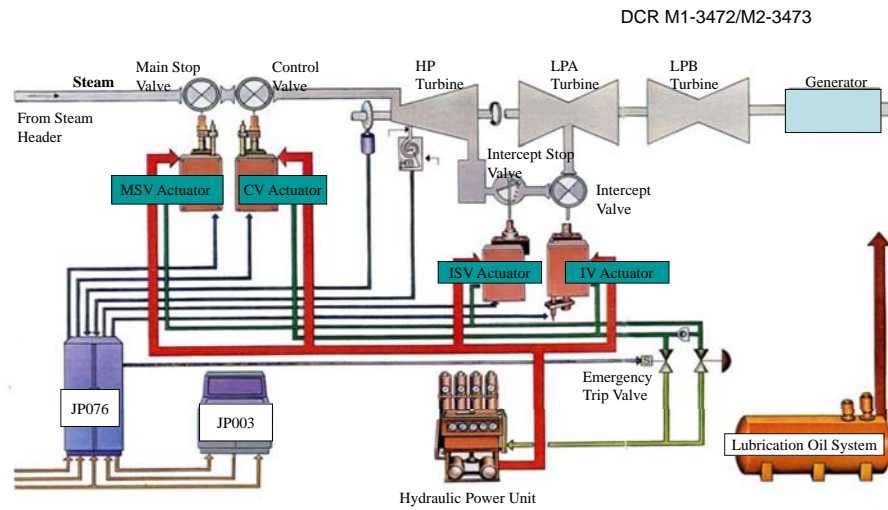 DCR M1-3472/M2-3473
Steam
Main Stop
Valve
Control
Valve
HP
Turbine
LPA
Turbine
LPB
Turbine
Generator
From Steam
Header
Intercept Stop
Valve
Intercept
Valve
MSV Actuator
CV Actuator
ISV Actuator
IV Actuator
S
Emergency
Trip Valve
JP076
JP003
Lubrication Oil System
Hydraulic Power Unit